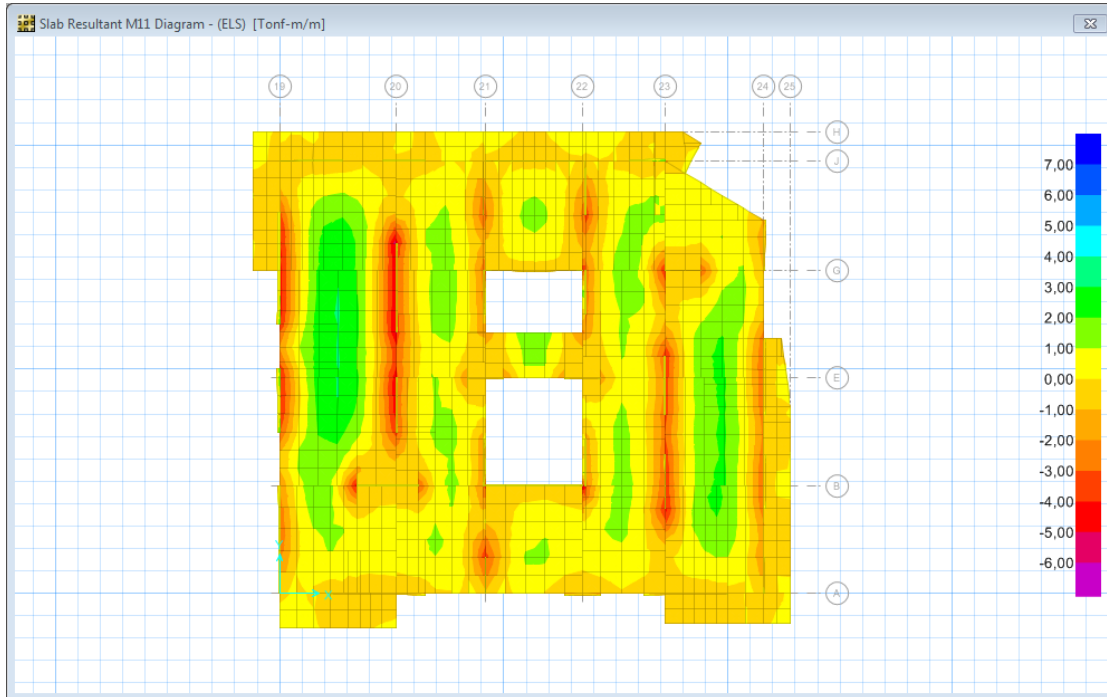 Slab Resultant M11 Diagram - (ELS) [Tonf-m/m]
19 20 21 22 23 24 25
H
J
G
E
B
A
7,00
6,00
5,00
4,00
3,00
2,00
1,00
0,00
-1,00
-2,00
-3,00
-4,00
-5,00
-6,00
Y
X